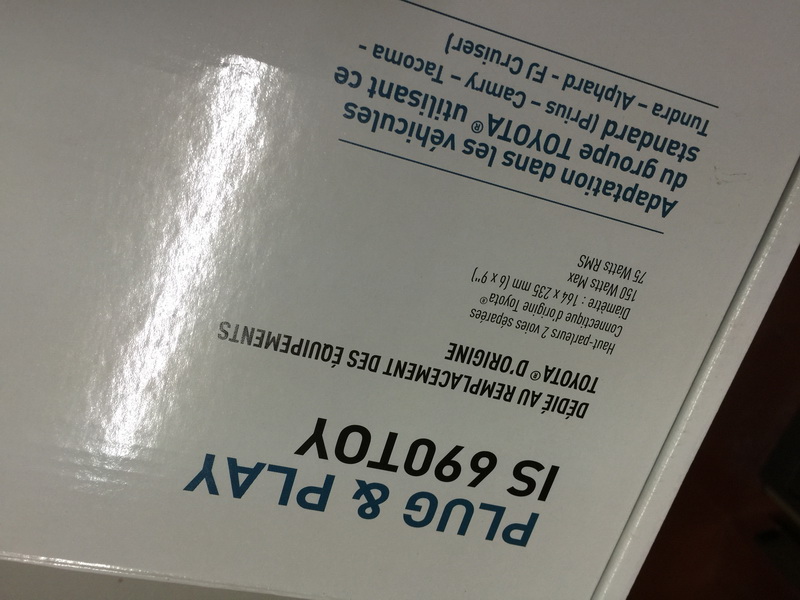 PLUG & PLAY
IS 690TOY
DÉDIÉ AU REMPLACEMENT DES ÉQUIPEMENTS
TOYOTA® D'ORIGINE
Haut-parleurs 2 voies séparées
Connectique d'origine Toyota®
Diamètre : 164 x 235 mm (6 x 9")
150 Watts Max
75 Watts RMS
Adaptation dans les véhicules
du groupe TOYOTA® utilisant ce
standard (Prius – Camry – Tacoma -
Tundra – Alphard - FJ Cruiser)